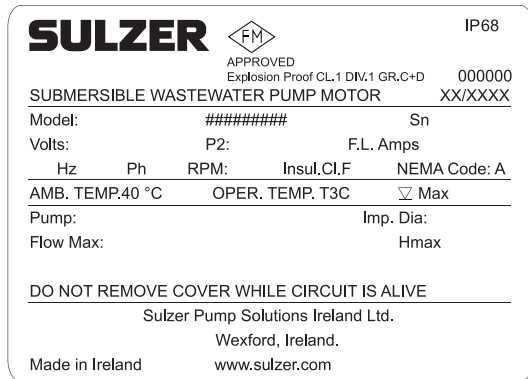 SULZER FM IP68
APPROVED
Explosion Proof CL.1 DIV.1 GR.C+D 000000
SUBMERSIBLE WASTEWATER PUMP MOTOR XX/XXXX
Model: ######### Sn
Volts: P2: F.L. Amps
Hz Ph RPM: Insul.Cl.F NEMA Code: A
AMB. TEMP.40 °C OPER. TEMP. T3C ▽ Max
Pump: Imp. Dia:
Flow Max: Hmax
DO NOT REMOVE COVER WHILE CIRCUIT IS ALIVE
Sulzer Pump Solutions Ireland Ltd.
Wexford, Ireland.
Made in Ireland www.sulzer.com